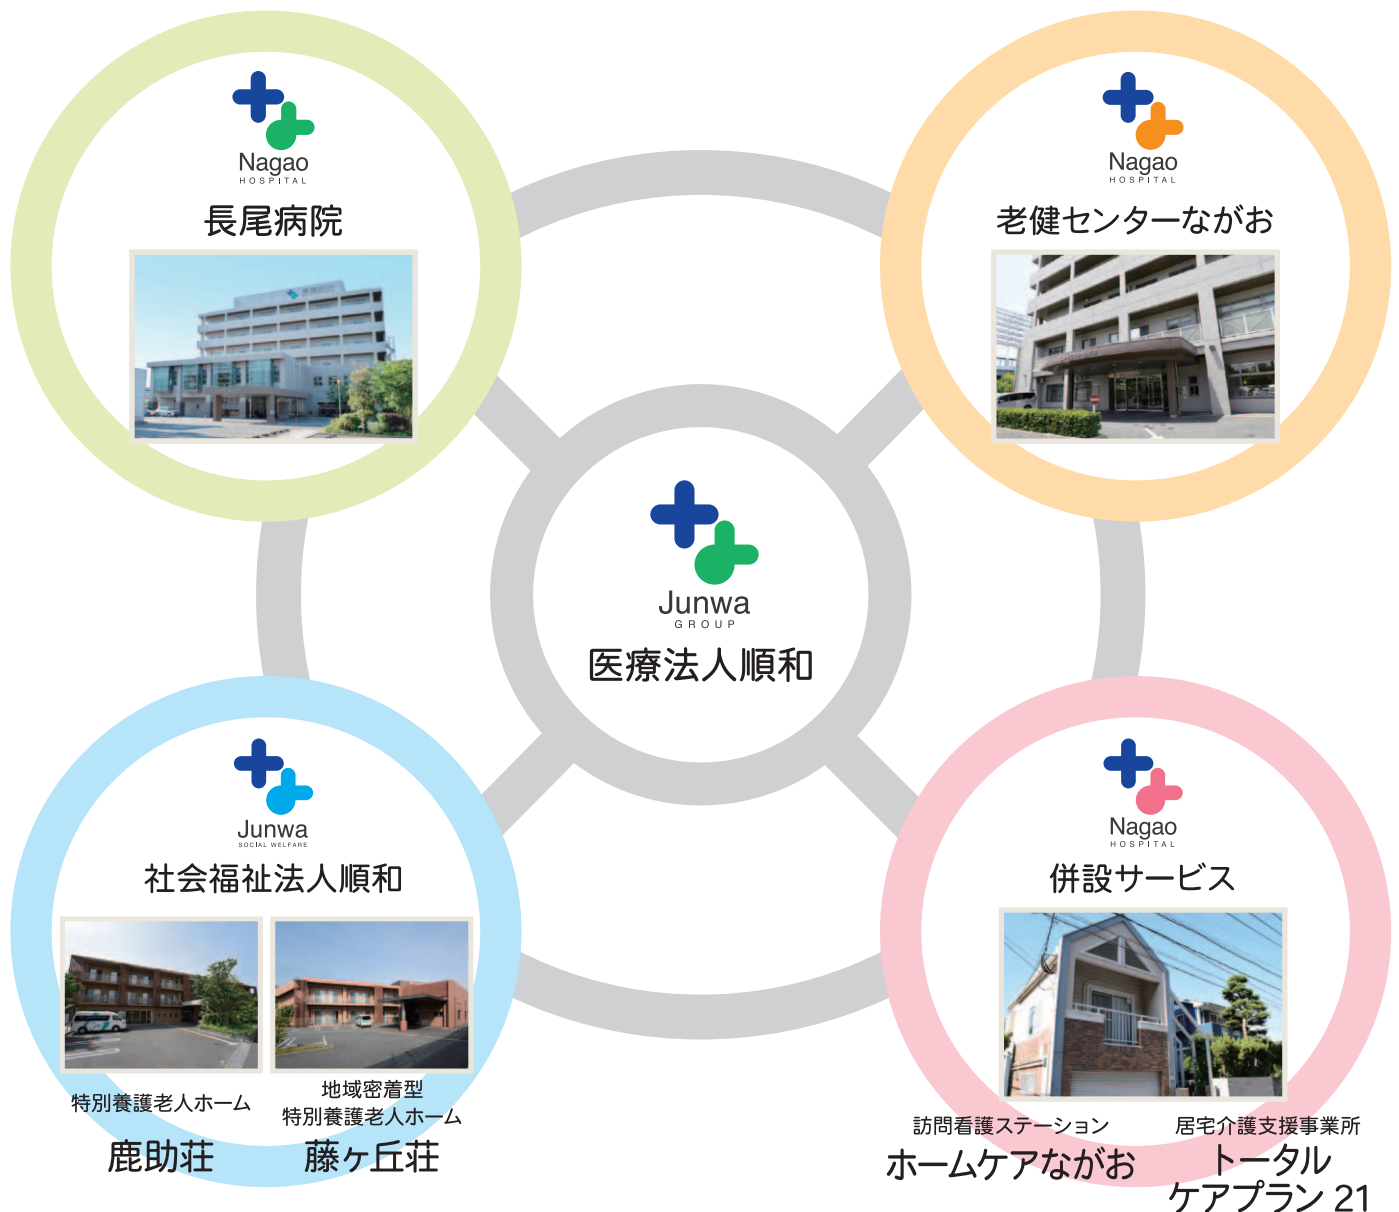 Nagao
HOSPITAL
長尾病院
Nagao
HOSPITAL
老健センターながお
Junwa
GROUP
医療法人順和
Junwa
SOCIAL WELFARE
社会福祉法人順和
特別養護老人ホーム
鹿助荘
地域密着型
特別養護老人ホーム
藤ヶ丘荘
Nagao
HOSPITAL
併設サービス
訪問看護ステーション
ホームケアながお
居宅介護支援事業所
トータル
ケアプラン 21